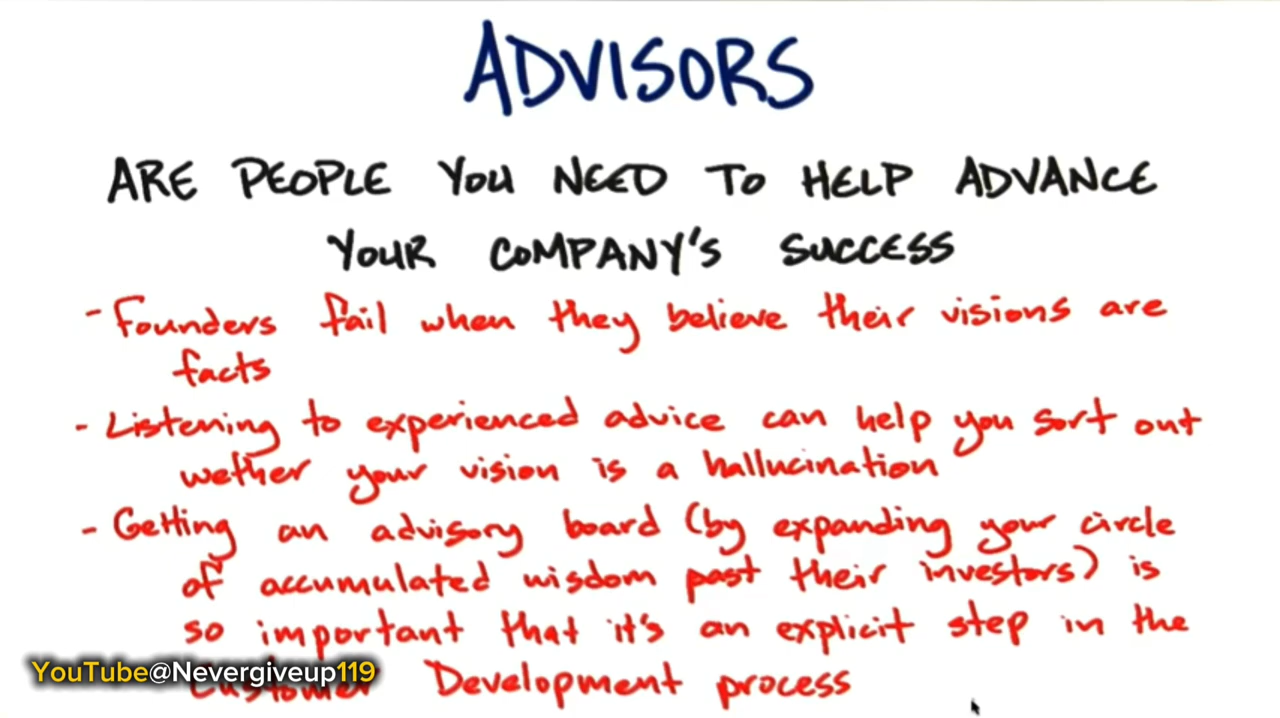 ADVISORS
ARE PEOPLE YOU NEED TO HELP ADVANCE
YOUR COMPANY'S SUCCESS
- Founders fail when they believe their visions are
facts
- Listening to experienced advice can help you sort out
wether your vision is a hallucination
- Getting an advisory board (by expanding your circle
of accumulated wisdom past their investors) is
so important that it's an explicit step in the
Customer Development process
YouTube@Nevergiveup119